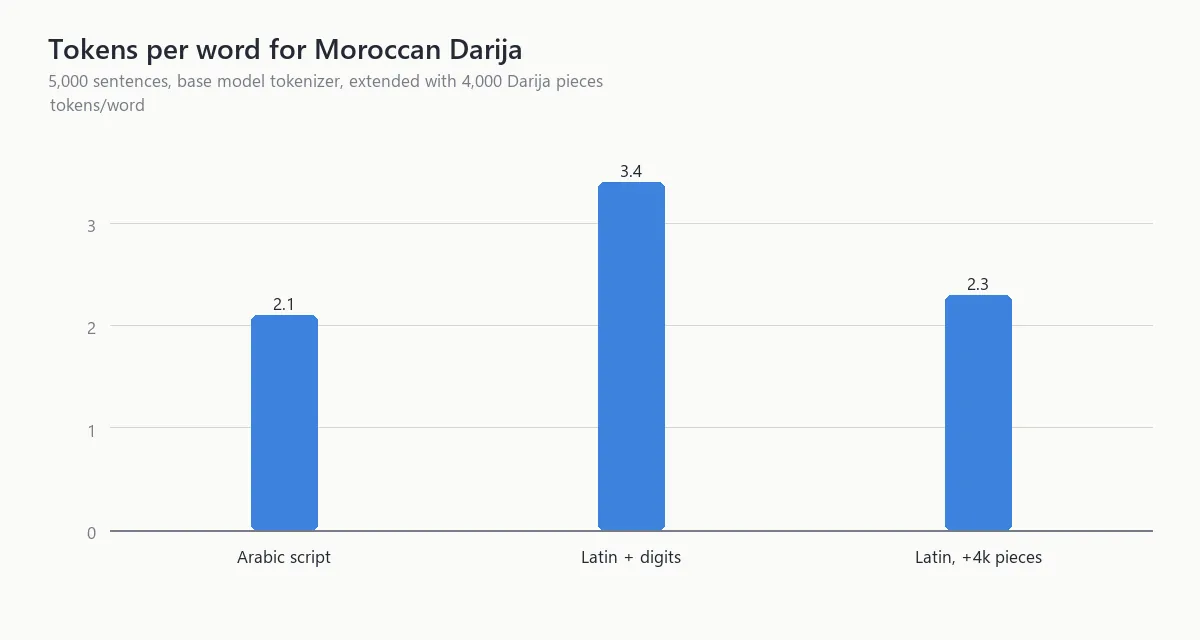 Tokens per word for Moroccan Darija
5,000 sentences, base model tokenizer, extended with 4,000 Darija pieces
tokens/word
3.4
2.3
2.1
3
2
1
0
Arabic script
Latin + digits
Latin, +4k pieces